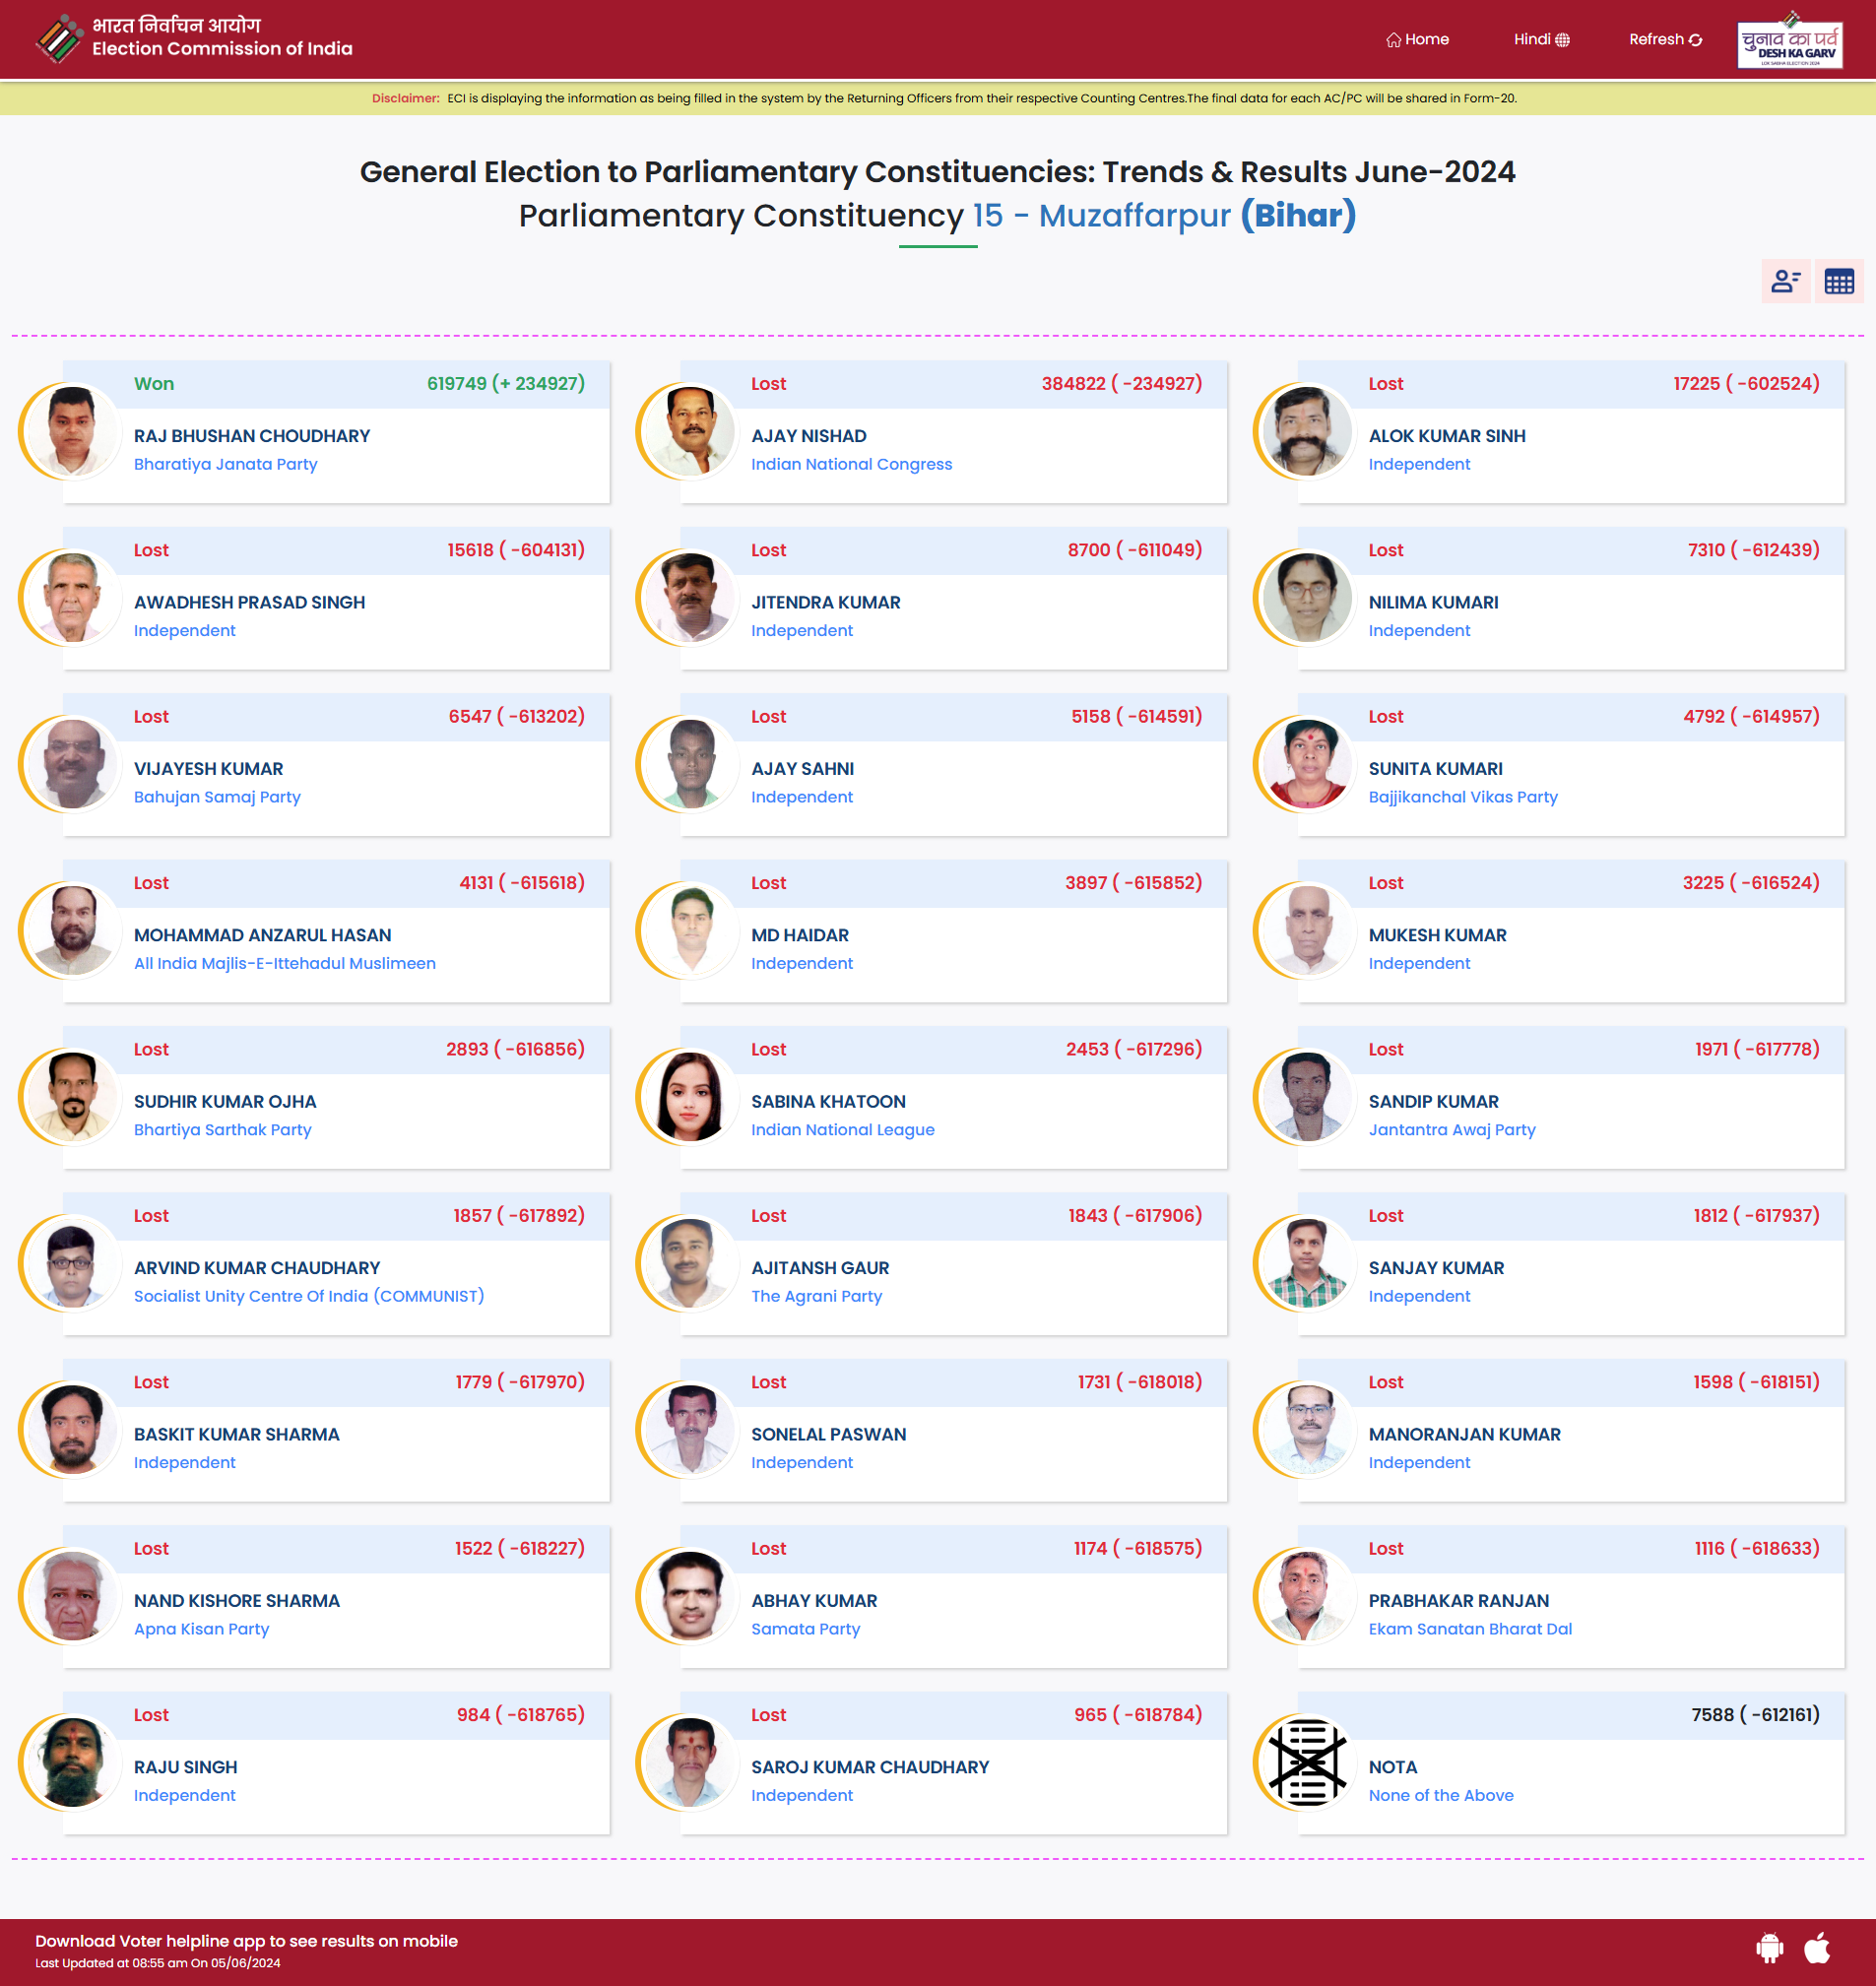 भारत निर्वाचन आयोग
Election Commission of India
Home
Hindi
Refresh
चुनाव का पर्व
DESH KA GARV
LOK SABHA ELECTION 2024
Disclaimer: ECI is displaying the information as being filled in the system by the Returning Officers from their respective Counting Centres.The final data for each AC/PC will be shared in Form-20.
General Election to Parliamentary Constituencies: Trends & Results June-2024
Parliamentary Constituency 15 - Muzaffarpur (Bihar)
Won 619749 (+ 234927)
RAJ BHUSHAN CHOUDHARY
Bharatiya Janata Party
Lost 384822 ( -234927)
AJAY NISHAD
Indian National Congress
Lost 17225 ( -602524)
ALOK KUMAR SINH
Independent
Lost 15618 ( -604131)
AWADHESH PRASAD SINGH
Independent
Lost 8700 ( -611049)
JITENDRA KUMAR
Independent
Lost 7310 ( -612439)
NILIMA KUMARI
Independent
Lost 6547 ( -613202)
VIJAYESH KUMAR
Bahujan Samaj Party
Lost 5158 ( -614591)
AJAY SAHNI
Independent
Lost 4792 ( -614957)
SUNITA KUMARI
Bajjikanchal Vikas Party
Lost 4131 ( -615618)
MOHAMMAD ANZARUL HASAN
All India Majlis-E-Ittehadul Muslimeen
Lost 3897 ( -615852)
MD HAIDAR
Independent
Lost 3225 ( -616524)
MUKESH KUMAR
Independent
Lost 2893 ( -616856)
SUDHIR KUMAR OJHA
Bhartiya Sarthak Party
Lost 2453 ( -617296)
SABINA KHATOON
Indian National League
Lost 1971 ( -617778)
SANDIP KUMAR
Jantantra Awaj Party
Lost 1857 ( -617892)
ARVIND KUMAR CHAUDHARY
Socialist Unity Centre Of India (COMMUNIST)
Lost 1843 ( -617906)
AJITANSH GAUR
The Agrani Party
Lost 1812 ( -617937)
SANJAY KUMAR
Independent
Lost 1779 ( -617970)
BASKIT KUMAR SHARMA
Independent
Lost 1731 ( -618018)
SONELAL PASWAN
Independent
Lost 1598 ( -618151)
MANORANJAN KUMAR
Independent
Lost 1522 ( -618227)
NAND KISHORE SHARMA
Apna Kisan Party
Lost 1174 ( -618575)
ABHAY KUMAR
Samata Party
Lost 1116 ( -618633)
PRABHAKAR RANJAN
Ekam Sanatan Bharat Dal
Lost 984 ( -618765)
RAJU SINGH
Independent
Lost 965 ( -618784)
SAROJ KUMAR CHAUDHARY
Independent
7588 ( -612161)
NOTA
None of the Above
Download Voter helpline app to see results on mobile
Last Updated at 08:55 am On 05/06/2024